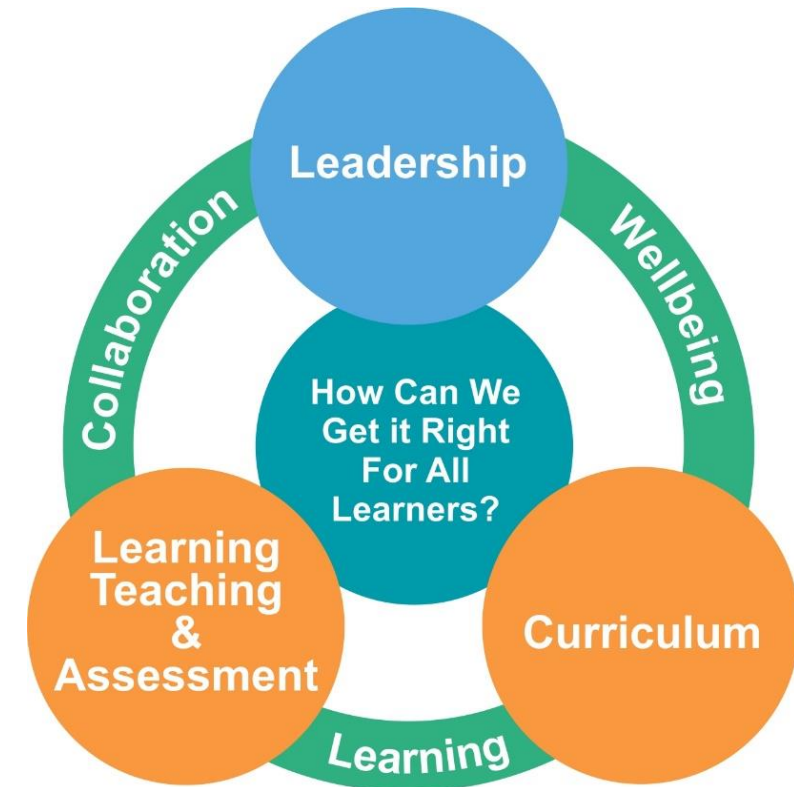 Leadership
Collaboration
Wellbeing
How Can We
Get it Right
For All
Learners?
Learning
Teaching
&
Assessment
Curriculum
Learning